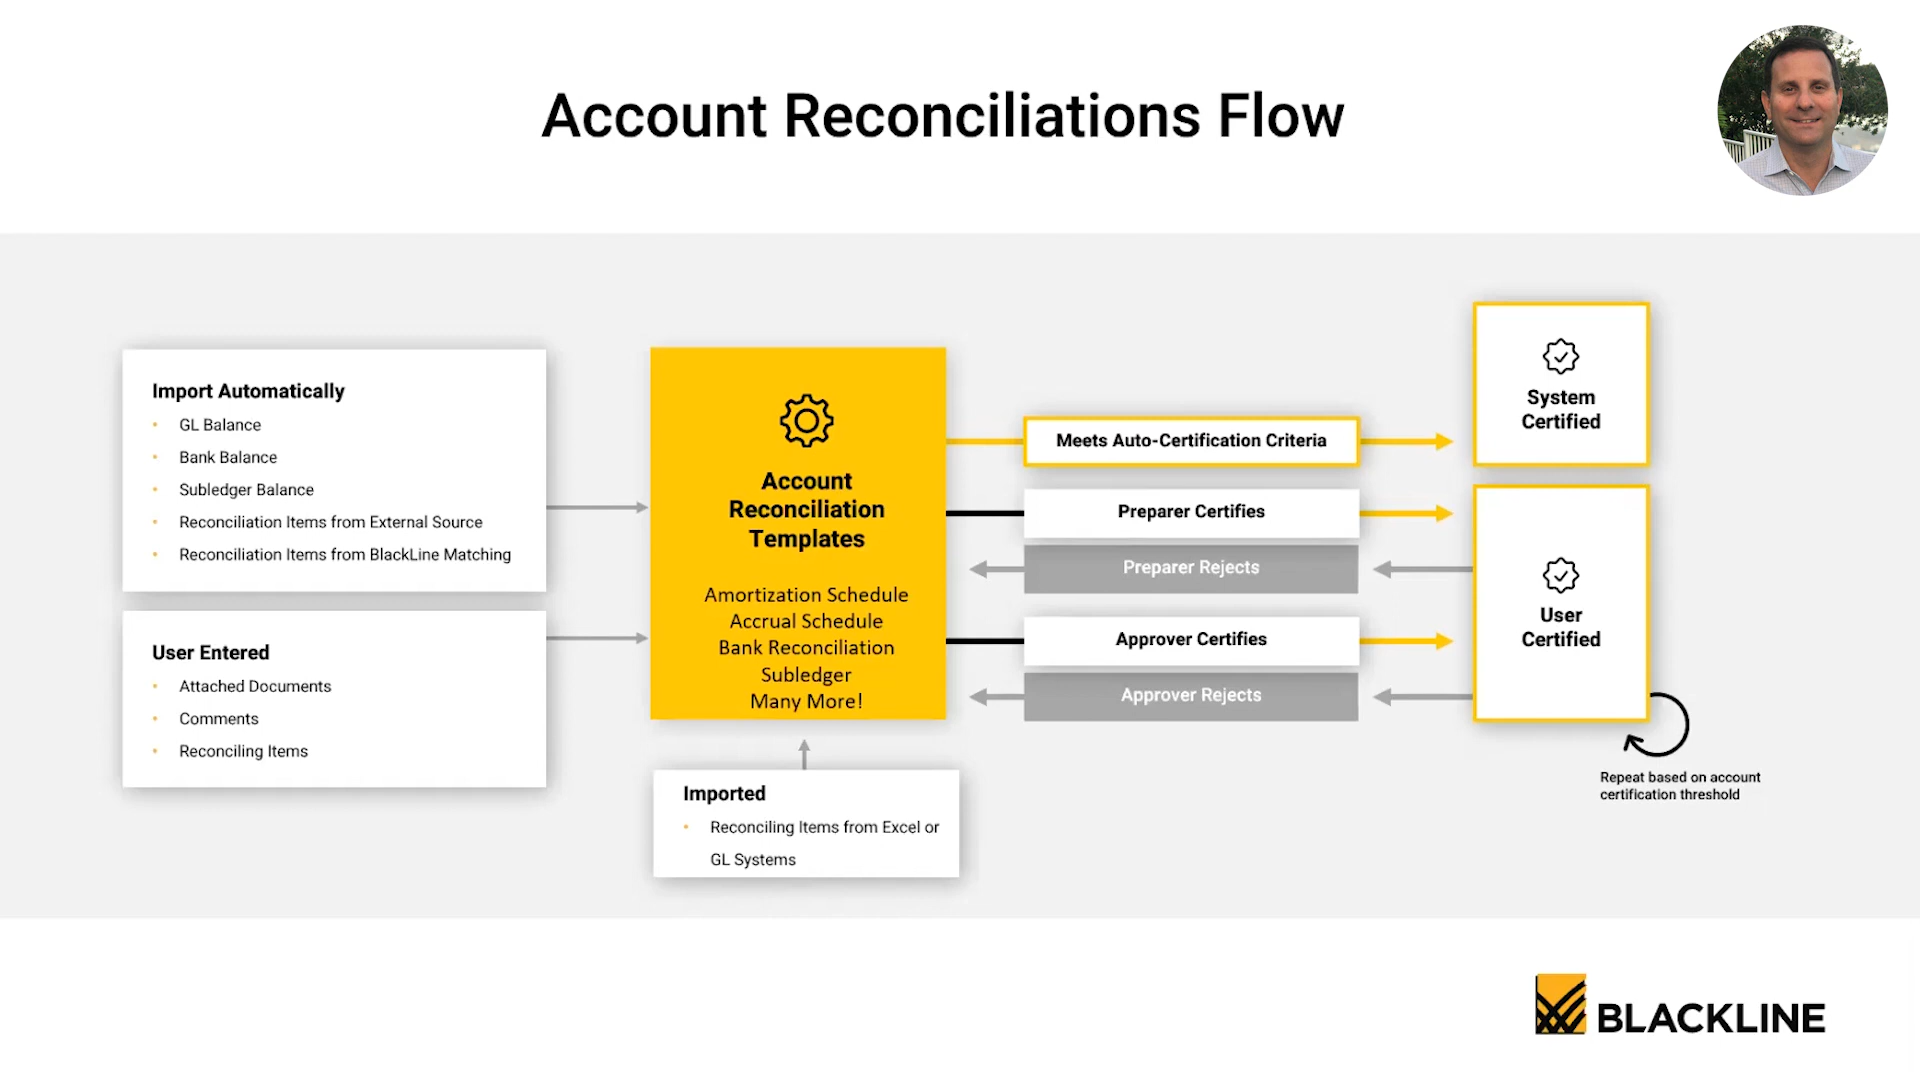 Account Reconciliations Flow
Import Automatically
GL Balance
Bank Balance
Subledger Balance
Reconciliation Items from External Source
Reconciliation Items from BlackLine Matching
User Entered
Attached Documents
Comments
Reconciling Items
Account
Reconciliation
Templates
Amortization Schedule
Accrual Schedule
Bank Reconciliation
Subledger
Many More!
Imported
Reconciling Items from Excel or
GL Systems
Meets Auto-Certification Criteria
Preparer Certifies
Preparer Rejects
Approver Certifies
Approver Rejects
System
Certified
User
Certified
Repeat based on account
certification threshold
BLACKLINE